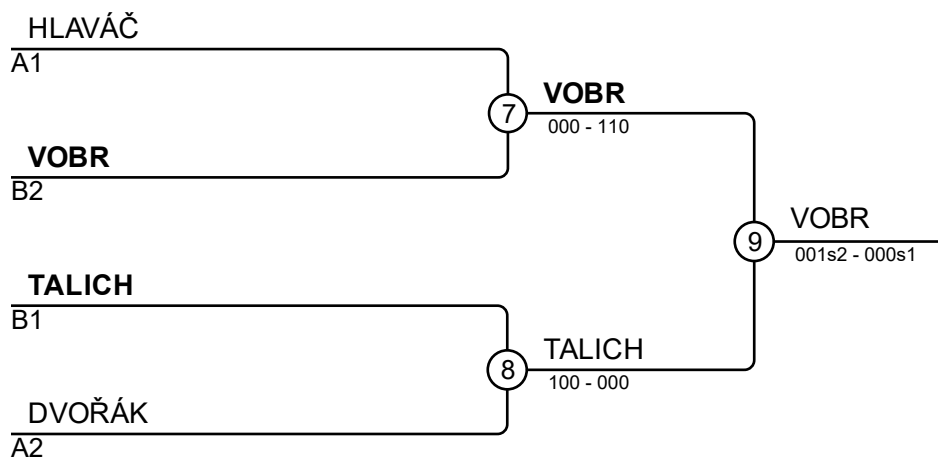 HLAVÁČ
A1
7
VOBR
000 - 110
VOBR
B2
9
VOBR
001s2 - 000s1
TALICH
B1
8
TALICH
100 - 000
DVOŘÁK
A2